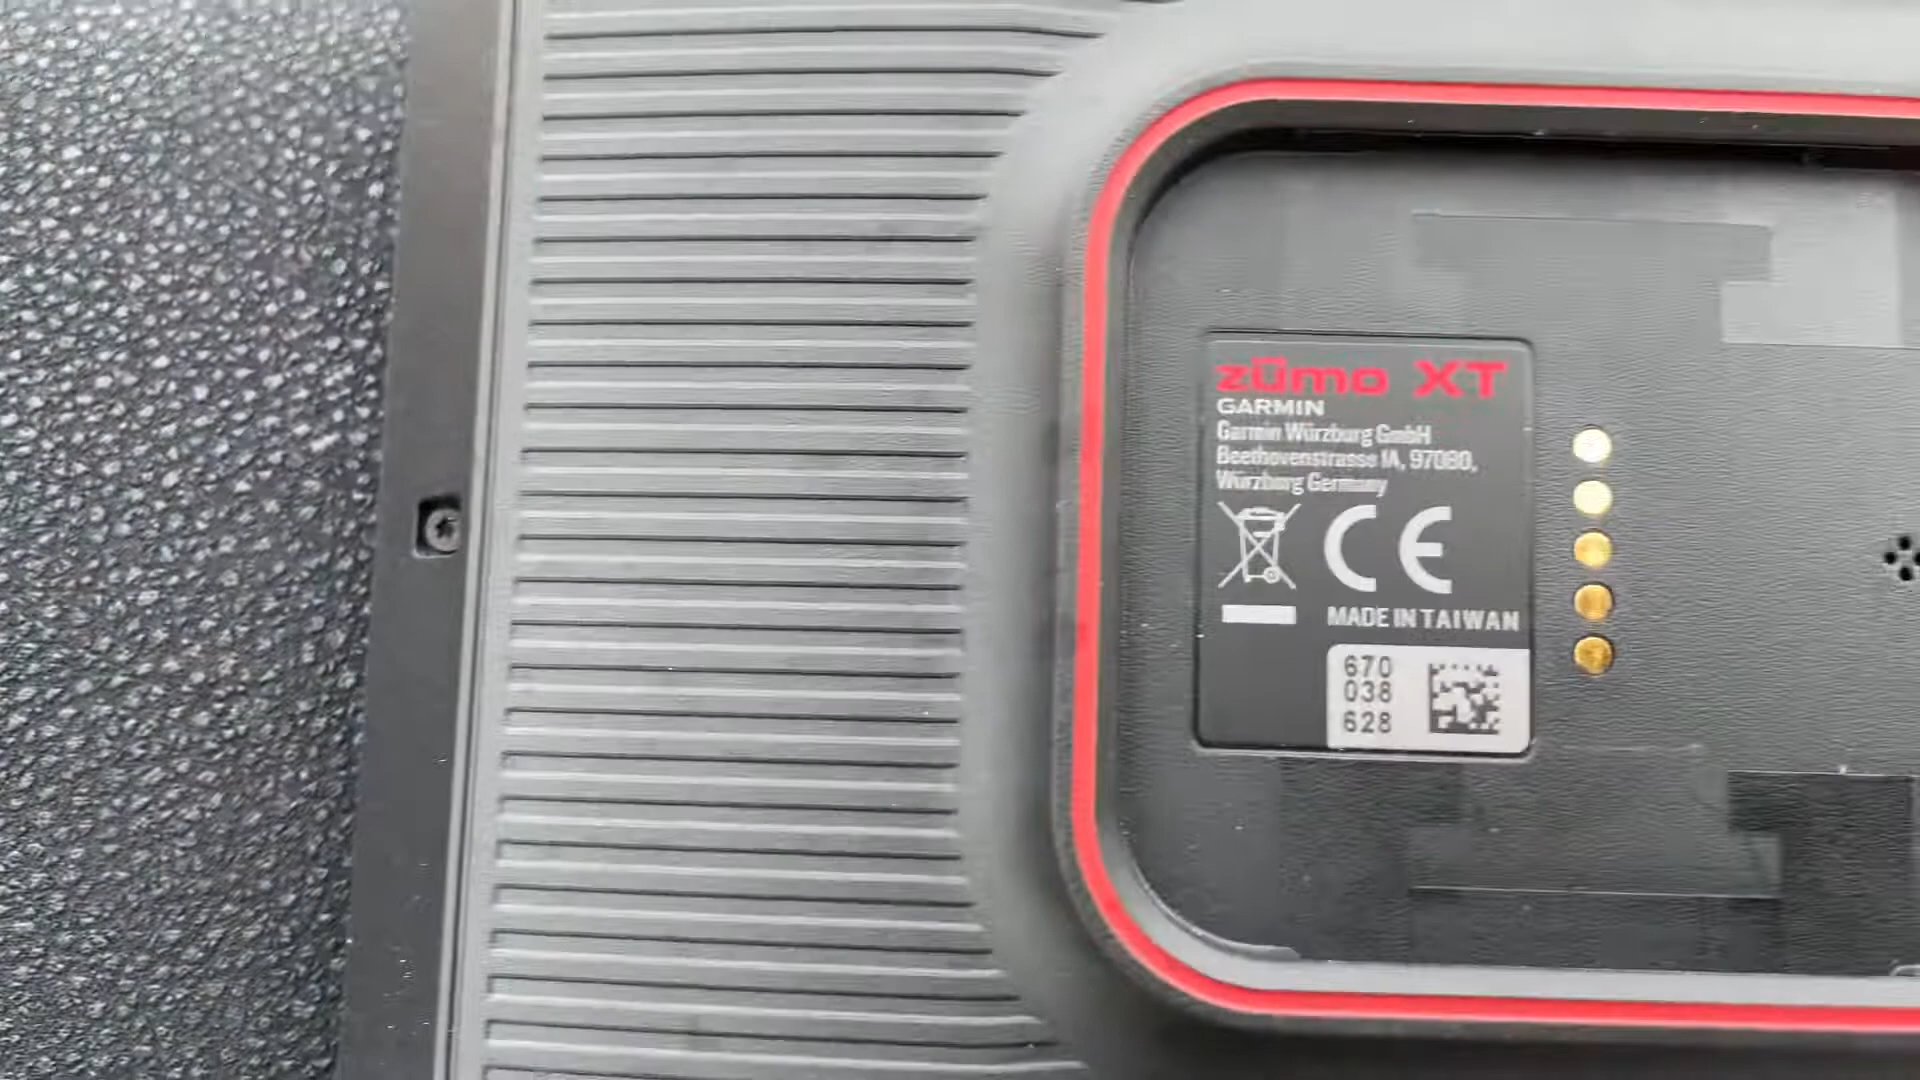 zūmo XT
GARMIN
Garmin Würzburg GmbH
Beethovenstrasse 1A, 97080,
Würzburg Germany
CE
MADE IN TAIWAN
670
038
628